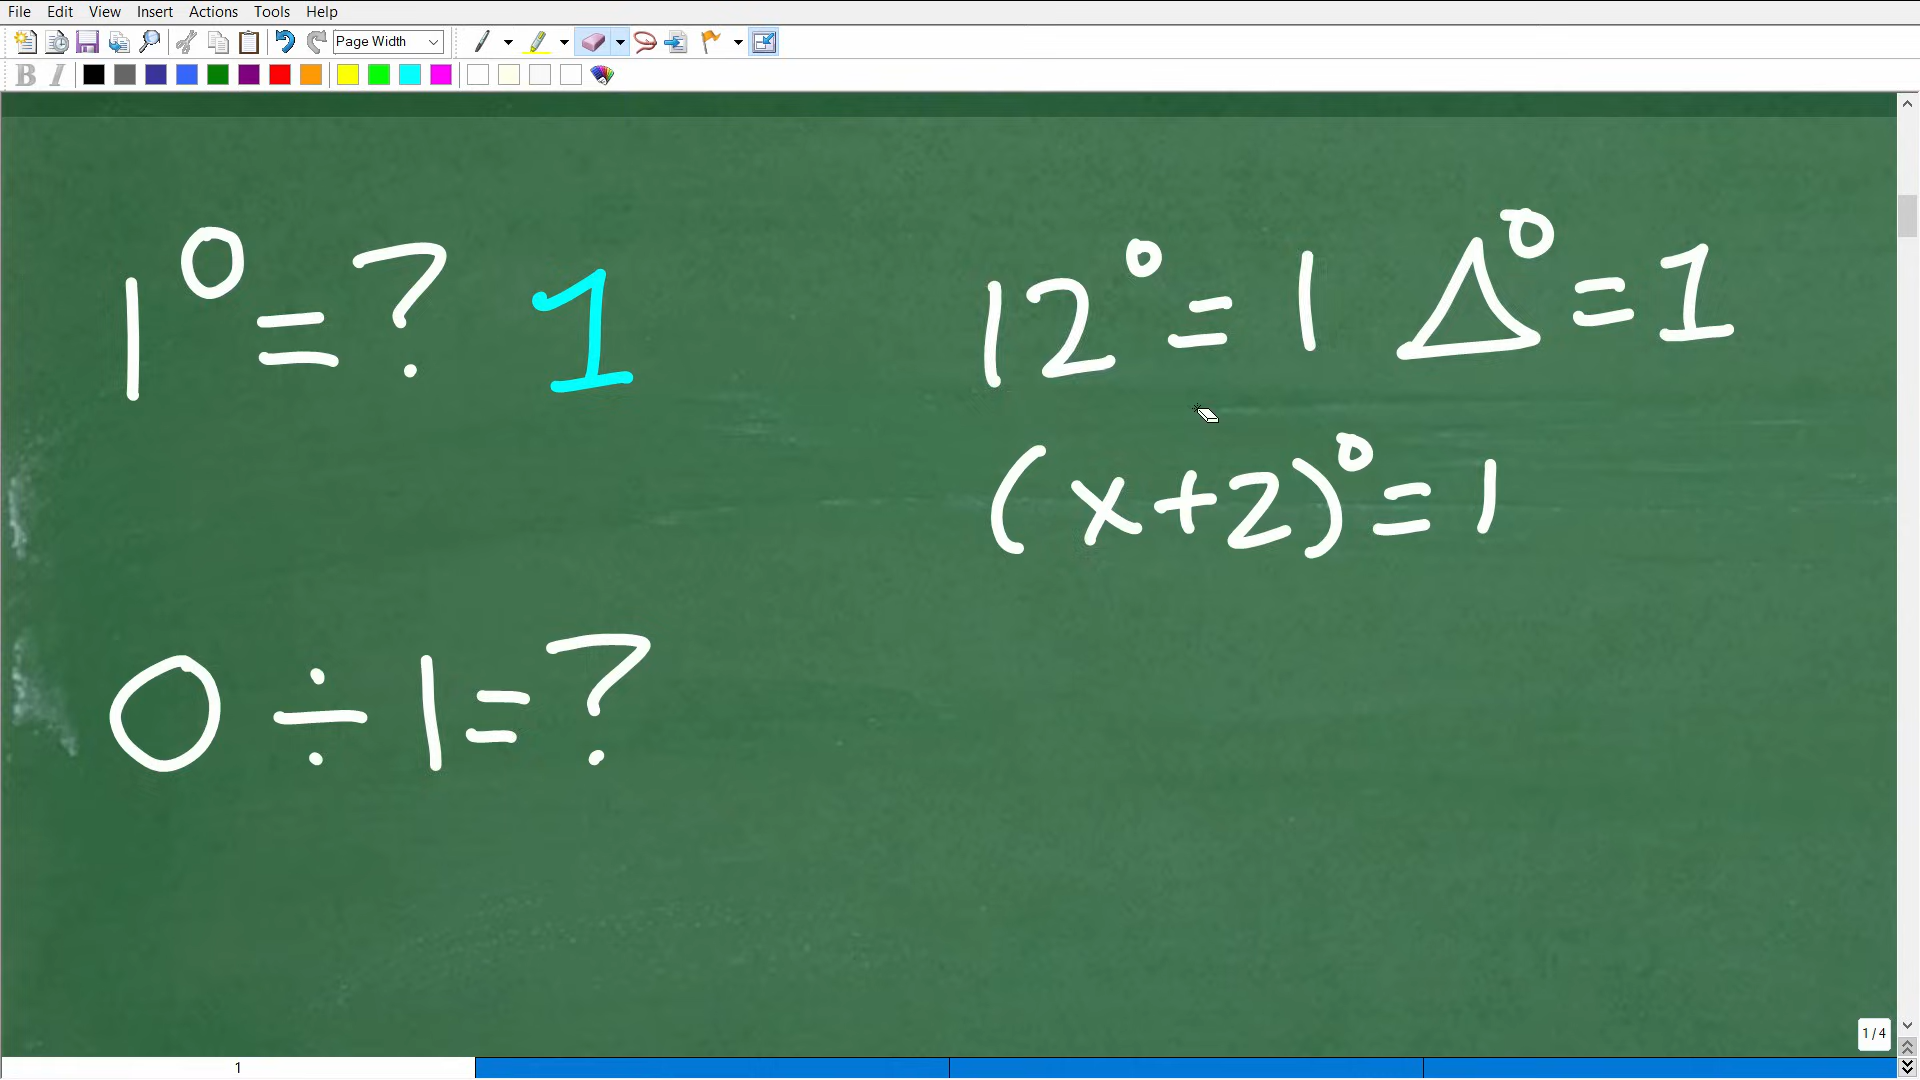 File Edit View Insert Actions Tools Help
Page Width
B I
1⁰ = ? 1
12⁰ = 1 Δ⁰ = 1
(x+2)⁰ = 1
0 ÷ 1 = ?
1 / 4
1